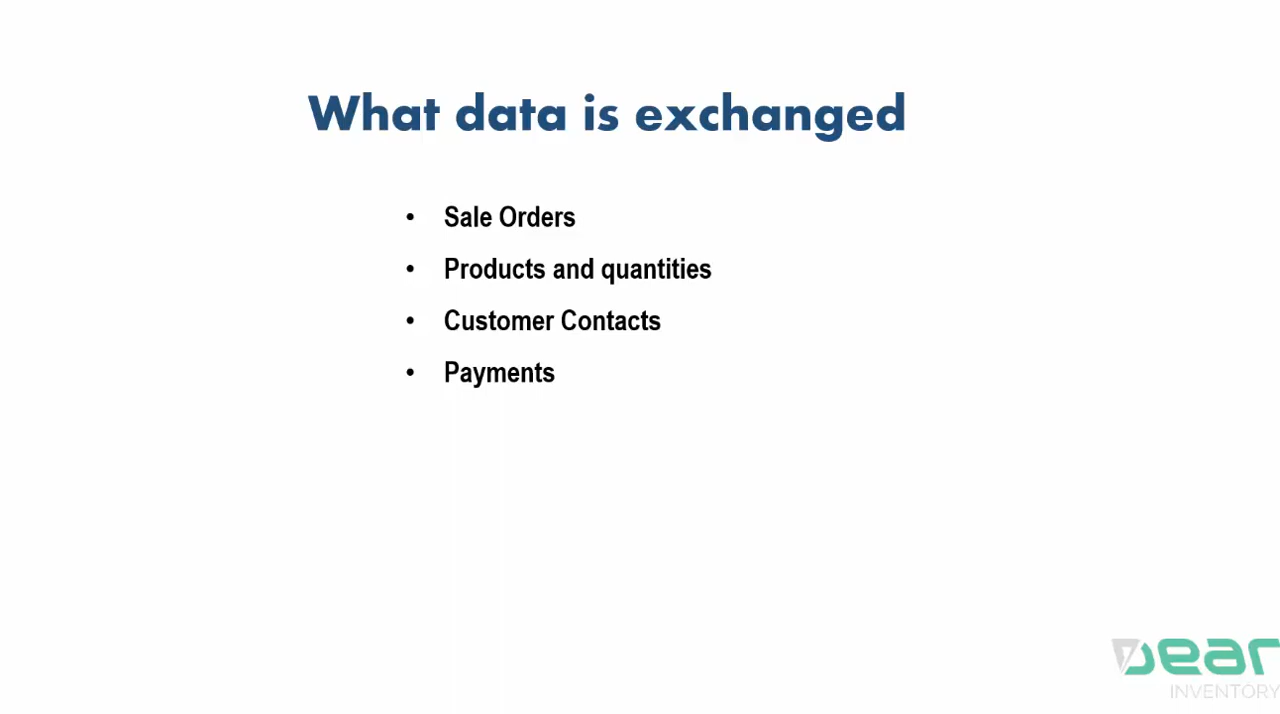 What data is exchanged
• Sale Orders
• Products and quantities
• Customer Contacts
• Payments
Dear
INVENTORY